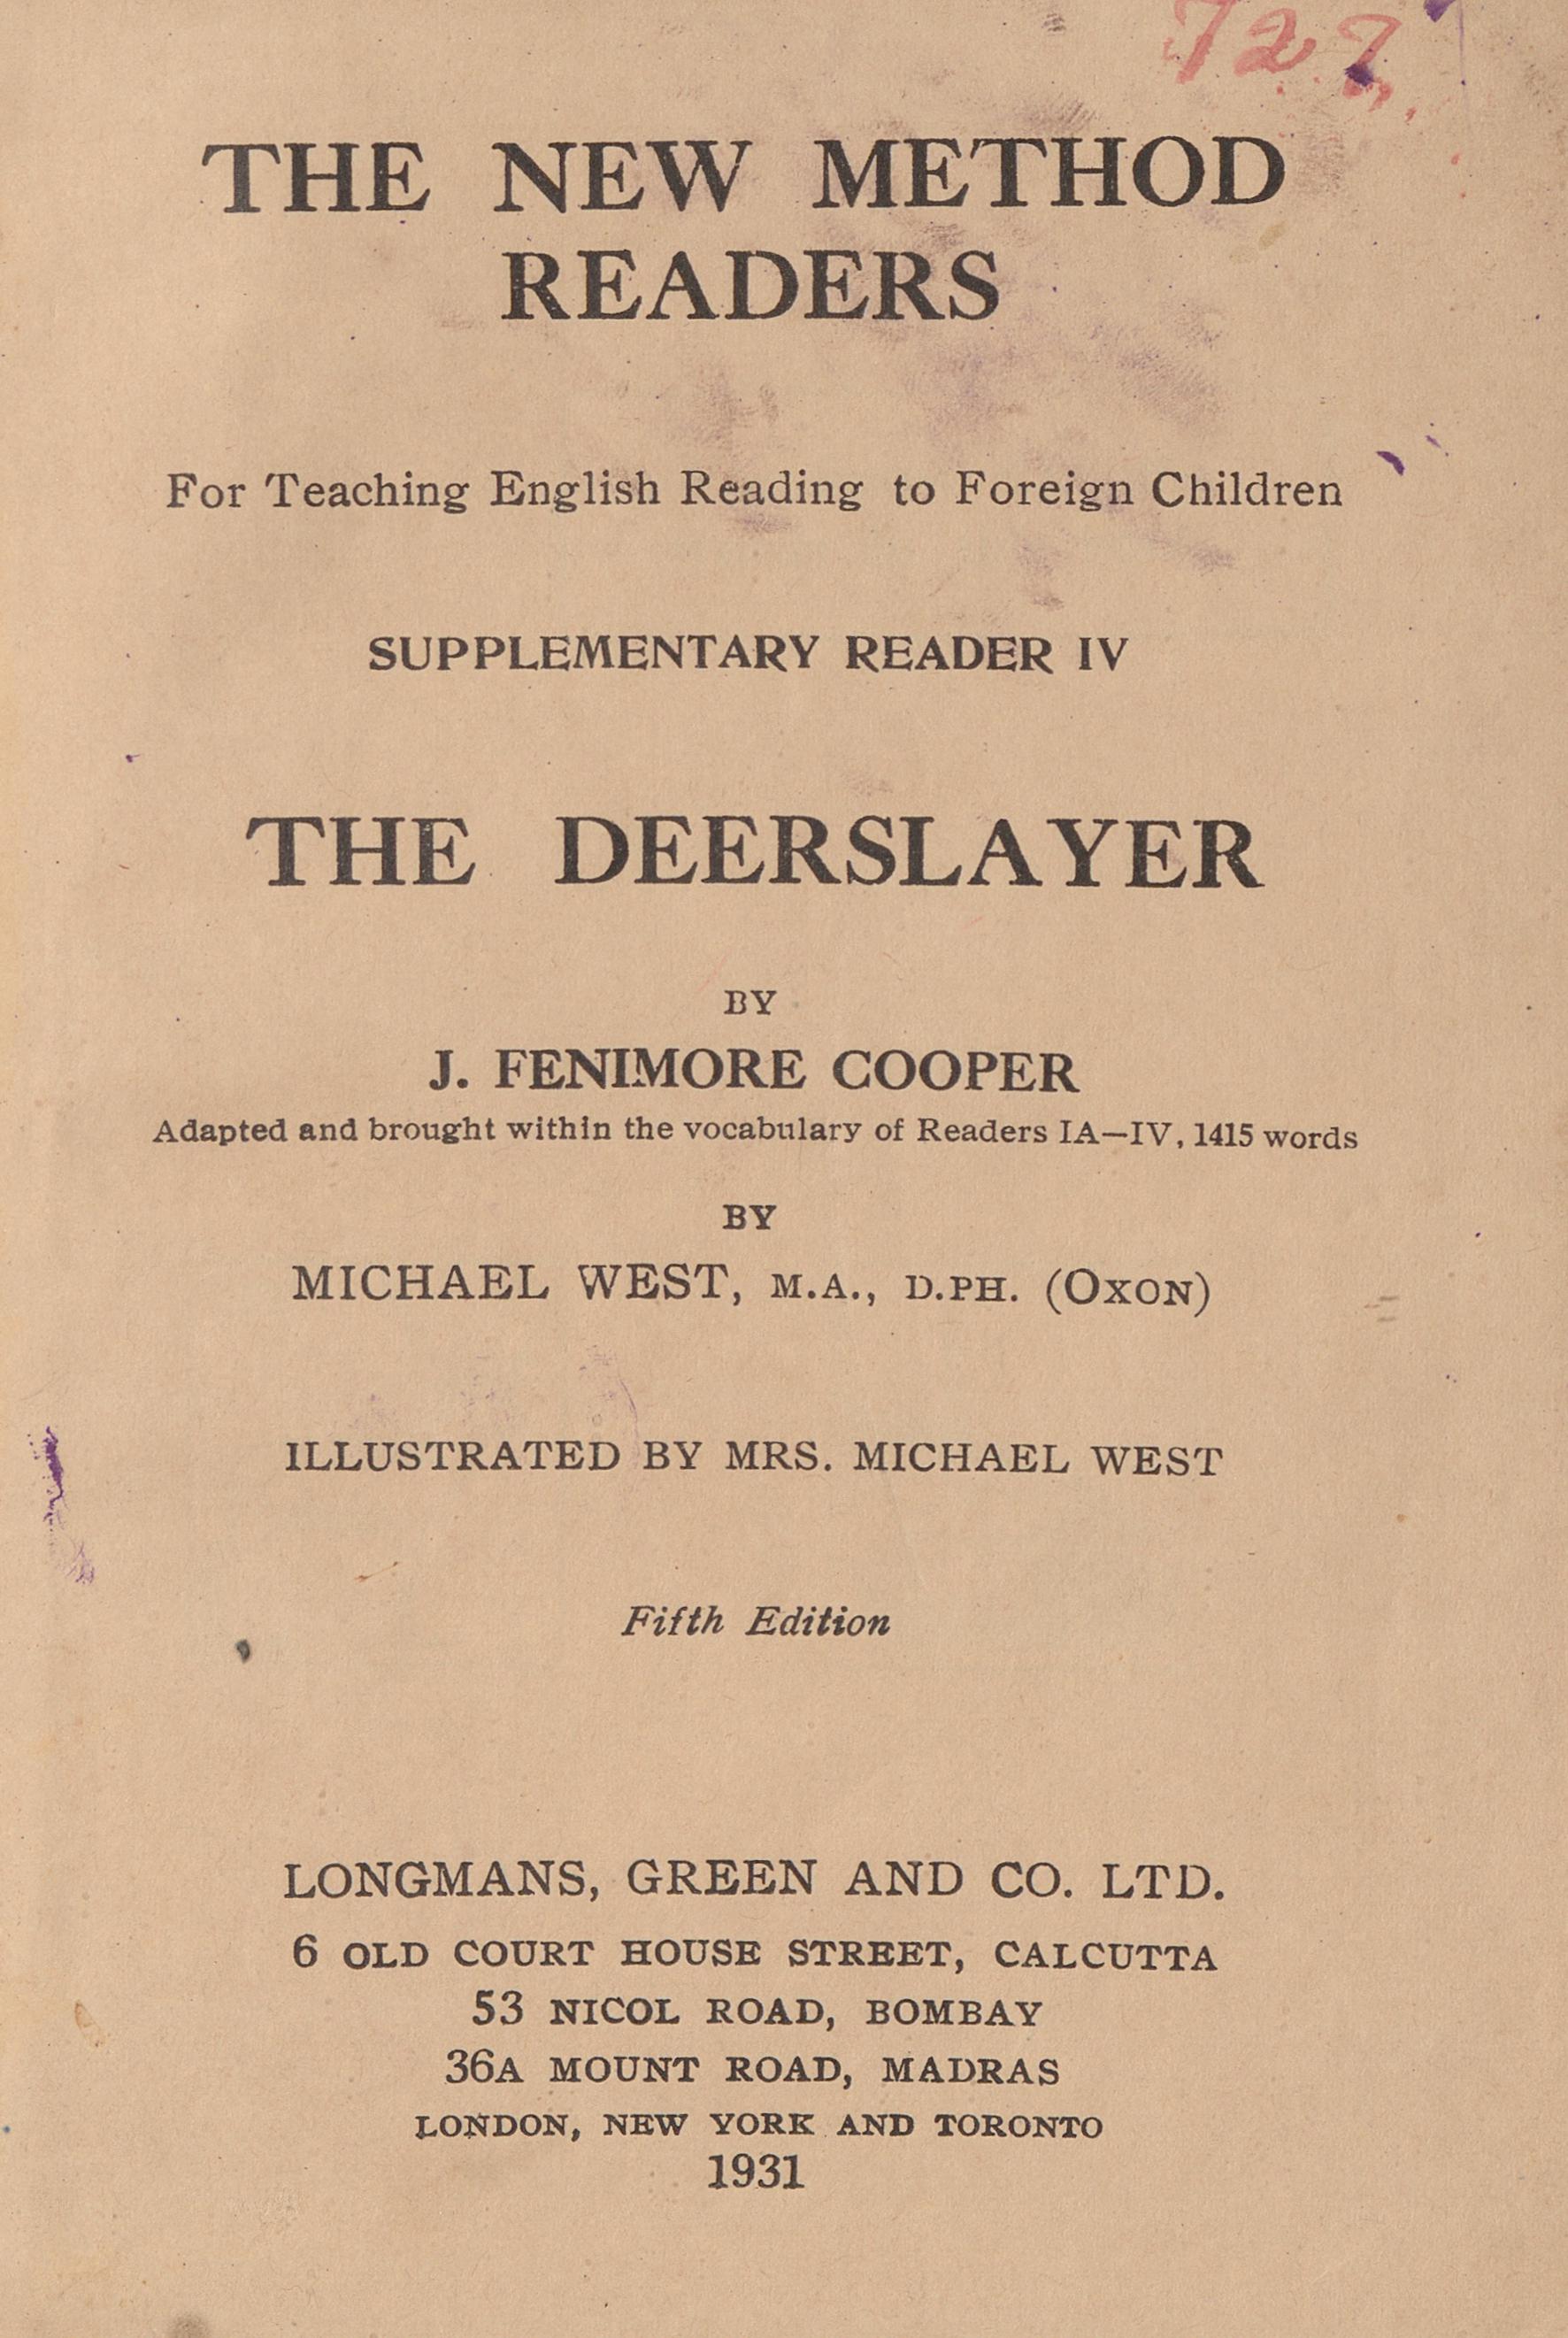 727
THE NEW METHOD
READERS
For Teaching English Reading to Foreign Children
SUPPLEMENTARY READER IV
THE DEERSLAYER
BY
J. FENIMORE COOPER
Adapted and brought within the vocabulary of Readers IA—IV, 1415 words
BY
MICHAEL WEST, M.A., D.PH. (OXON)
ILLUSTRATED BY MRS. MICHAEL WEST
Fifth Edition
LONGMANS, GREEN AND CO. LTD.
6 OLD COURT HOUSE STREET, CALCUTTA
53 NICOL ROAD, BOMBAY
36A MOUNT ROAD, MADRAS
LONDON, NEW YORK AND TORONTO
1931